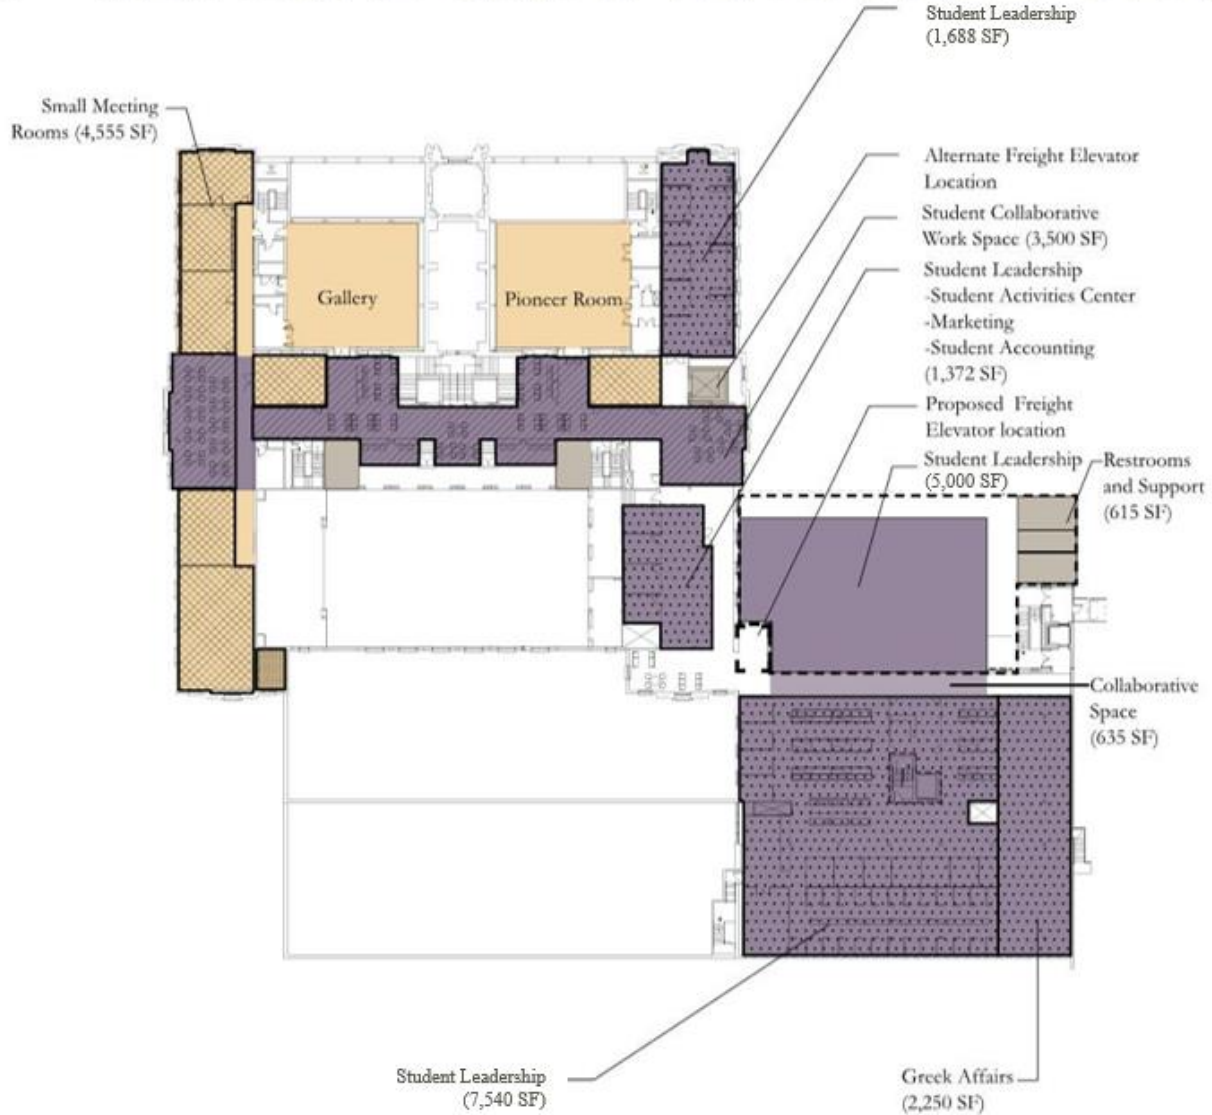 Student Leadership
(1,688 SF)
Small Meeting
Rooms (4,555 SF)
Alternate Freight Elevator
Location
Student Collaborative
Work Space (3,500 SF)
Student Leadership
-Student Activities Center
-Marketing
-Student Accounting
(1,372 SF)
Gallery
Pioneer Room
Proposed Freight
Elevator location
Student Leadership
(5,000 SF)
Restrooms
and Support
(615 SF)
Collaborative
Space
(635 SF)
Student Leadership
(7,540 SF)
Greek Affairs
(2,250 SF)